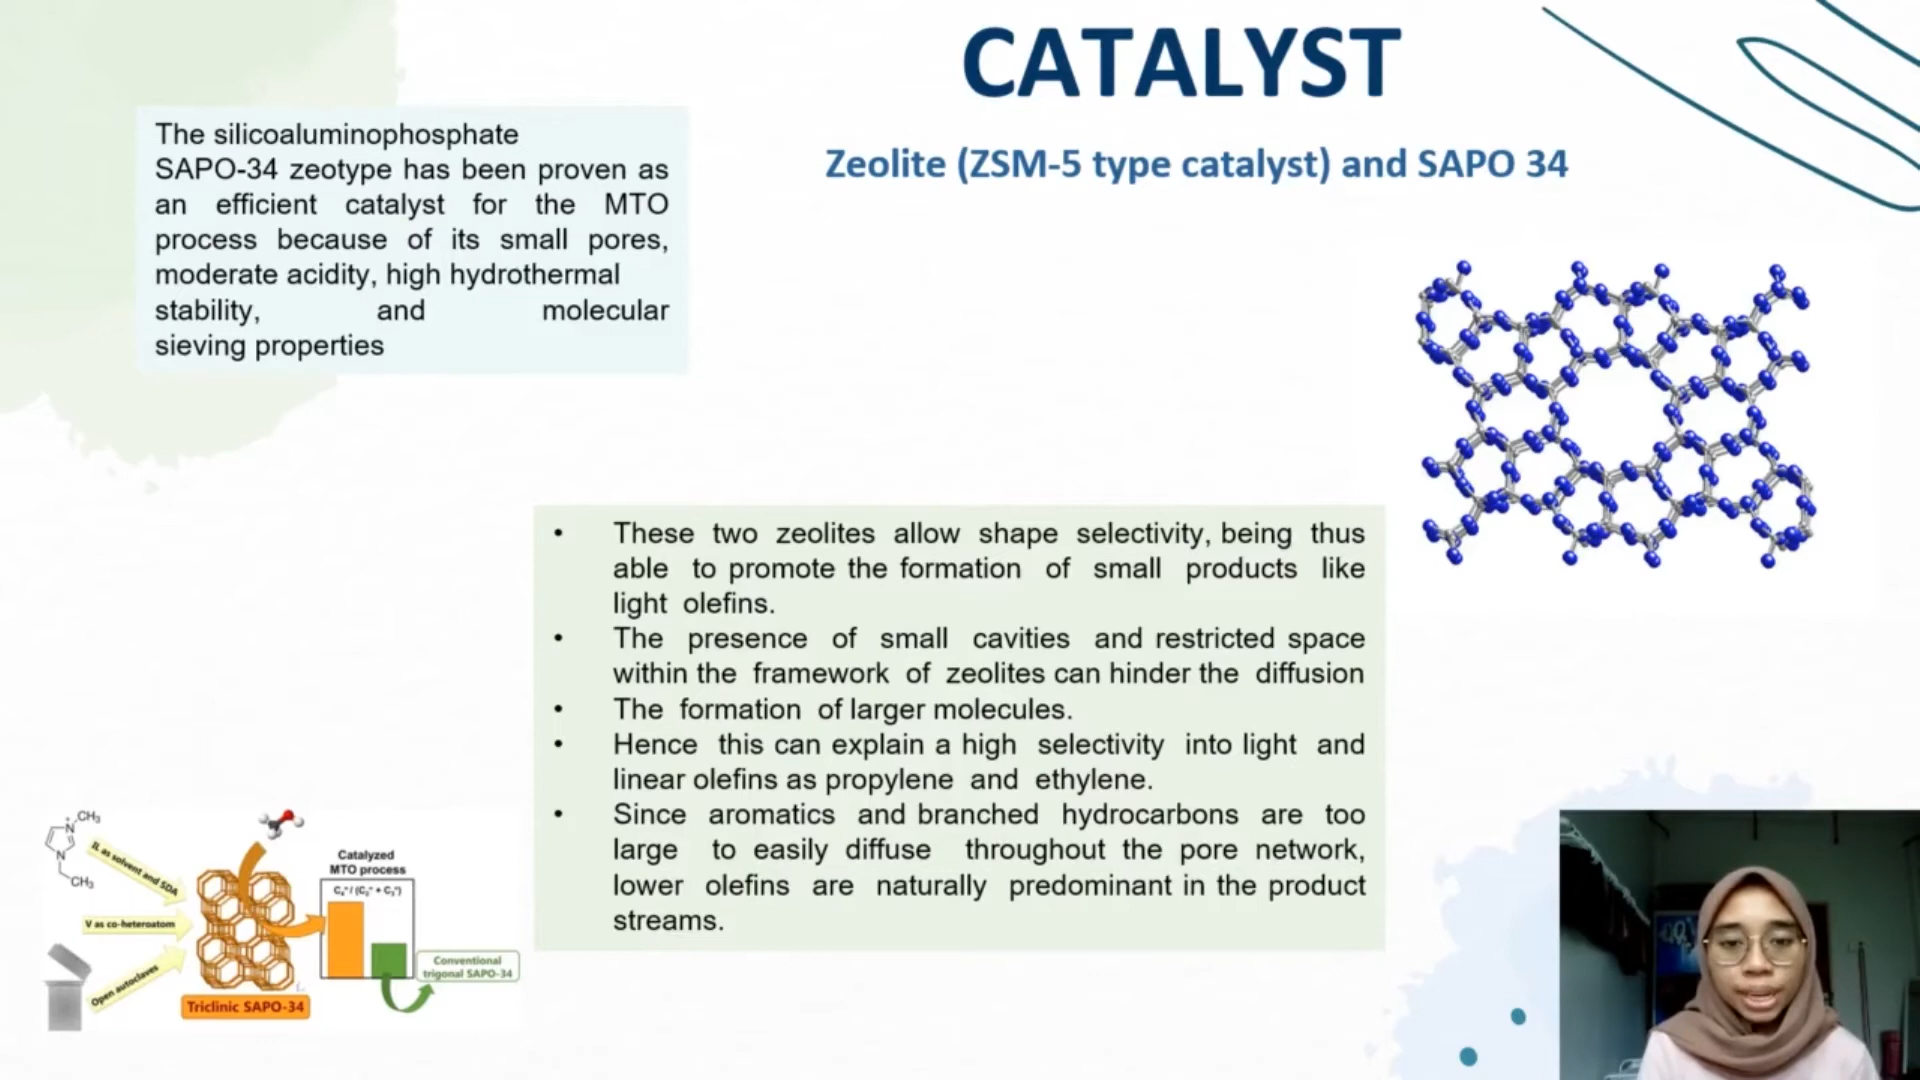 CATALYST
Zeolite (ZSM-5 type catalyst) and SAPO 34
The silicoaluminophosphate
SAPO-34 zeotype has been proven as
an efficient catalyst for the MTO
process because of its small pores,
moderate acidity, high hydrothermal
stability, and molecular
sieving properties
• These two zeolites allow shape selectivity, being thus
able to promote the formation of small products like
light olefins.
• The presence of small cavities and restricted space
within the framework of zeolites can hinder the diffusion
• The formation of larger molecules.
• Hence this can explain a high selectivity into light and
linear olefins as propylene and ethylene.
• Since aromatics and branched hydrocarbons are too
large to easily diffuse throughout the pore network,
lower olefins are naturally predominant in the product
streams.
CH₃
N
N
CH₃
IL as solvent and SDA
V as co-heteroatom
Open autoclaves
Triclinic SAPO-34
Catalyzed
MTO process
Conventional
trigonal SAPO-34